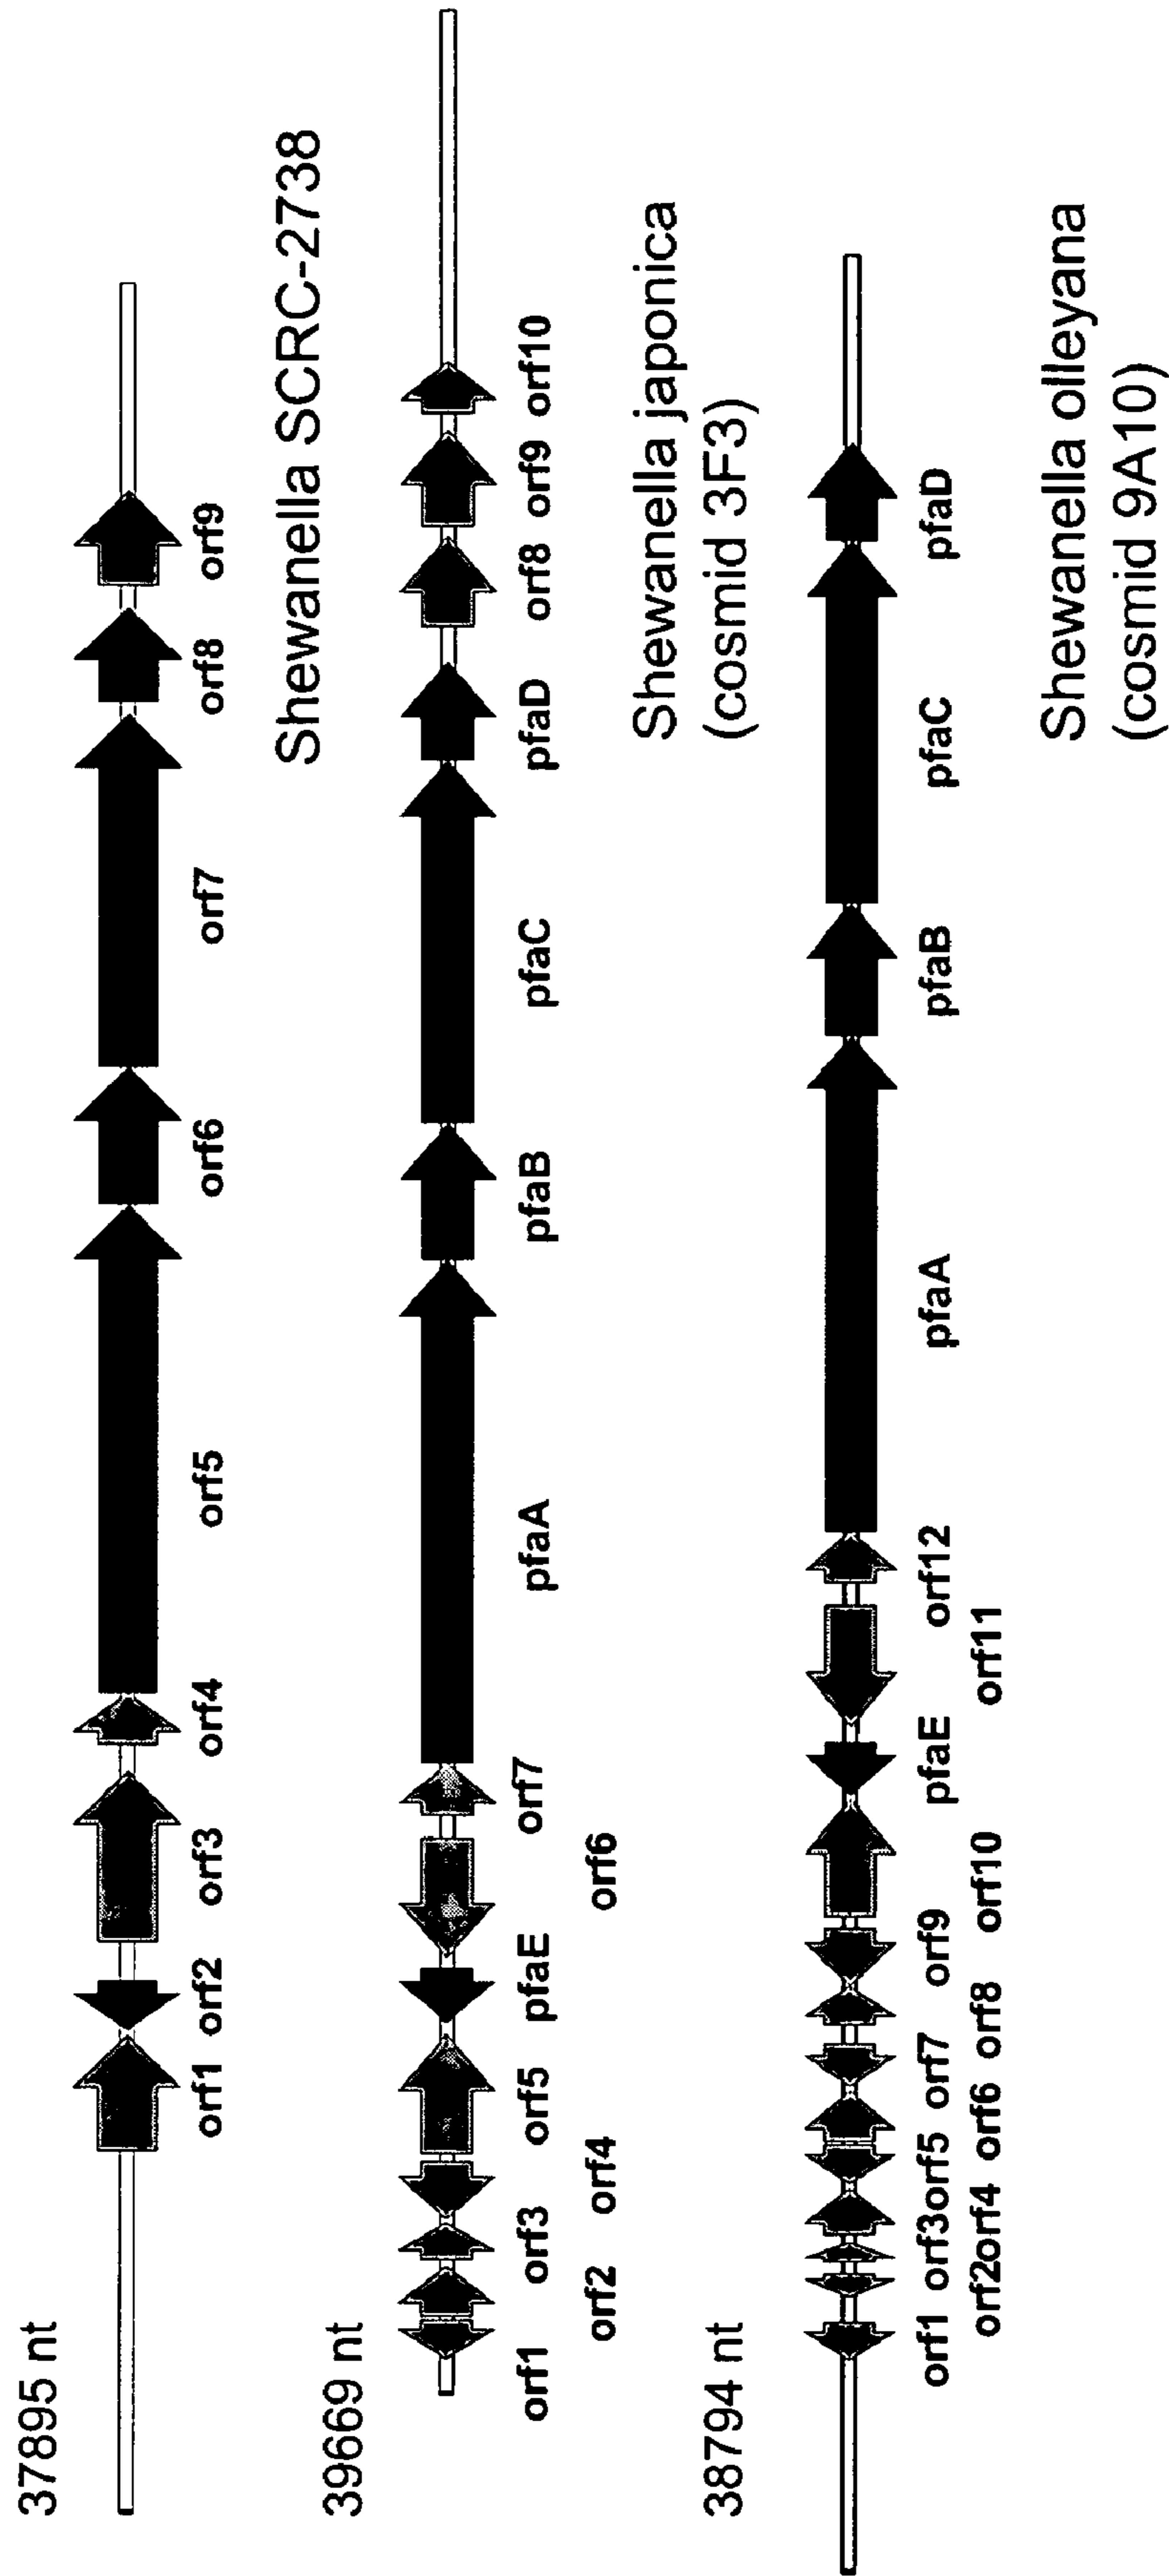 37895 nt
orf1 orf2 orf3 orf4 orf5 orf6 orf7 orf8 orf9
Shewanella SCRC-2738
39669 nt
orf1 orf3 orf5 pfaE orf7 pfaA pfaB pfaC pfaD orf8 orf9 orf10
orf2 orf4 orf6
Shewanella japonica
(cosmid 3F3)
38794 nt
orf1 orf3orf5 orf7 orf9 pfaE orf12 pfaA pfaB pfaC pfaD
orf2orf4 orf6 orf8 orf10 orf11
Shewanella olleyana
(cosmid 9A10)